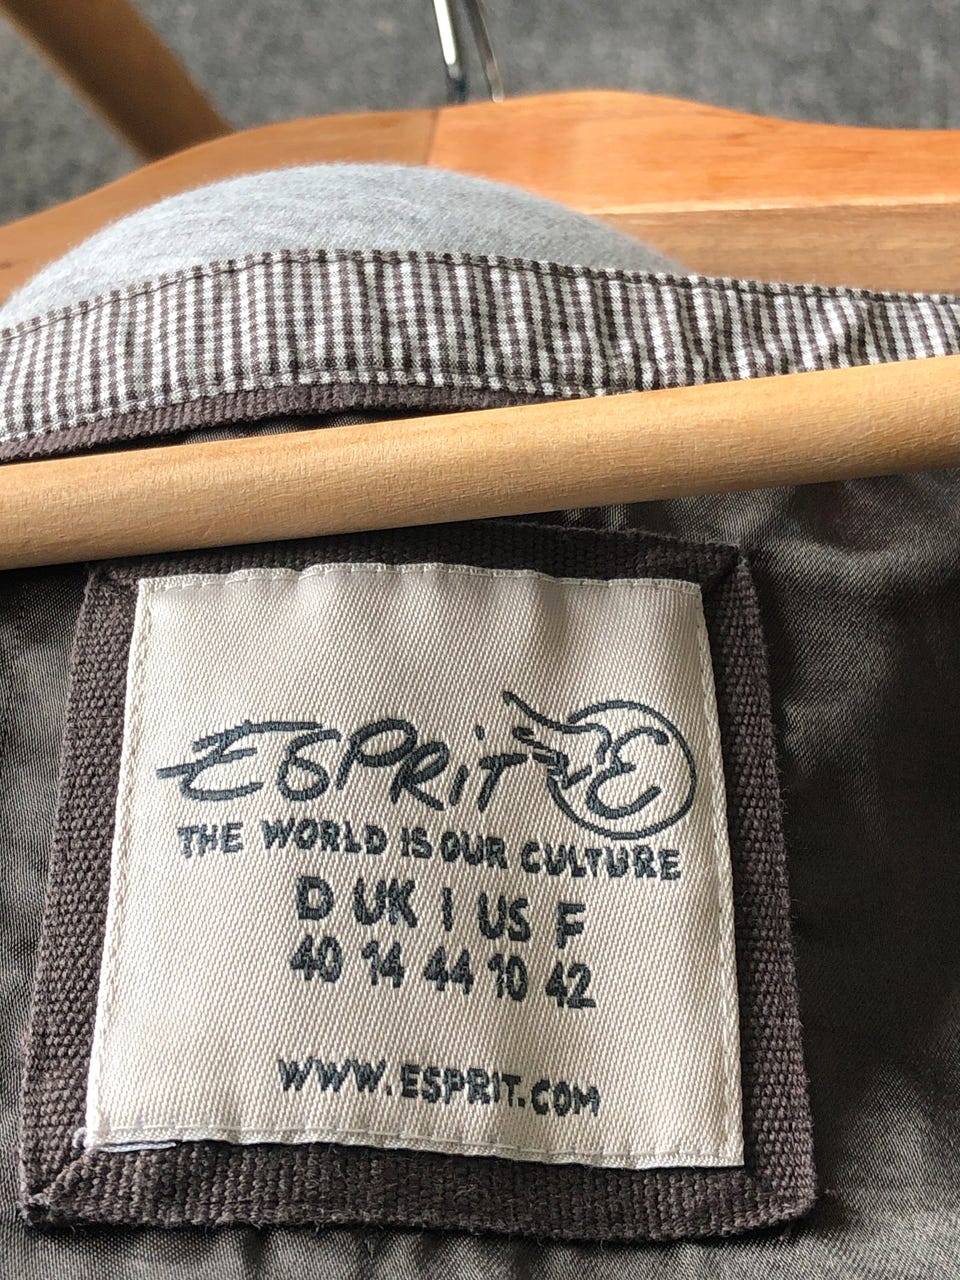 ESPRiT E
THE WORLD IS OUR CULTURE
D UK I US F
40 14 44 10 42
WWW.ESPRIT.COM